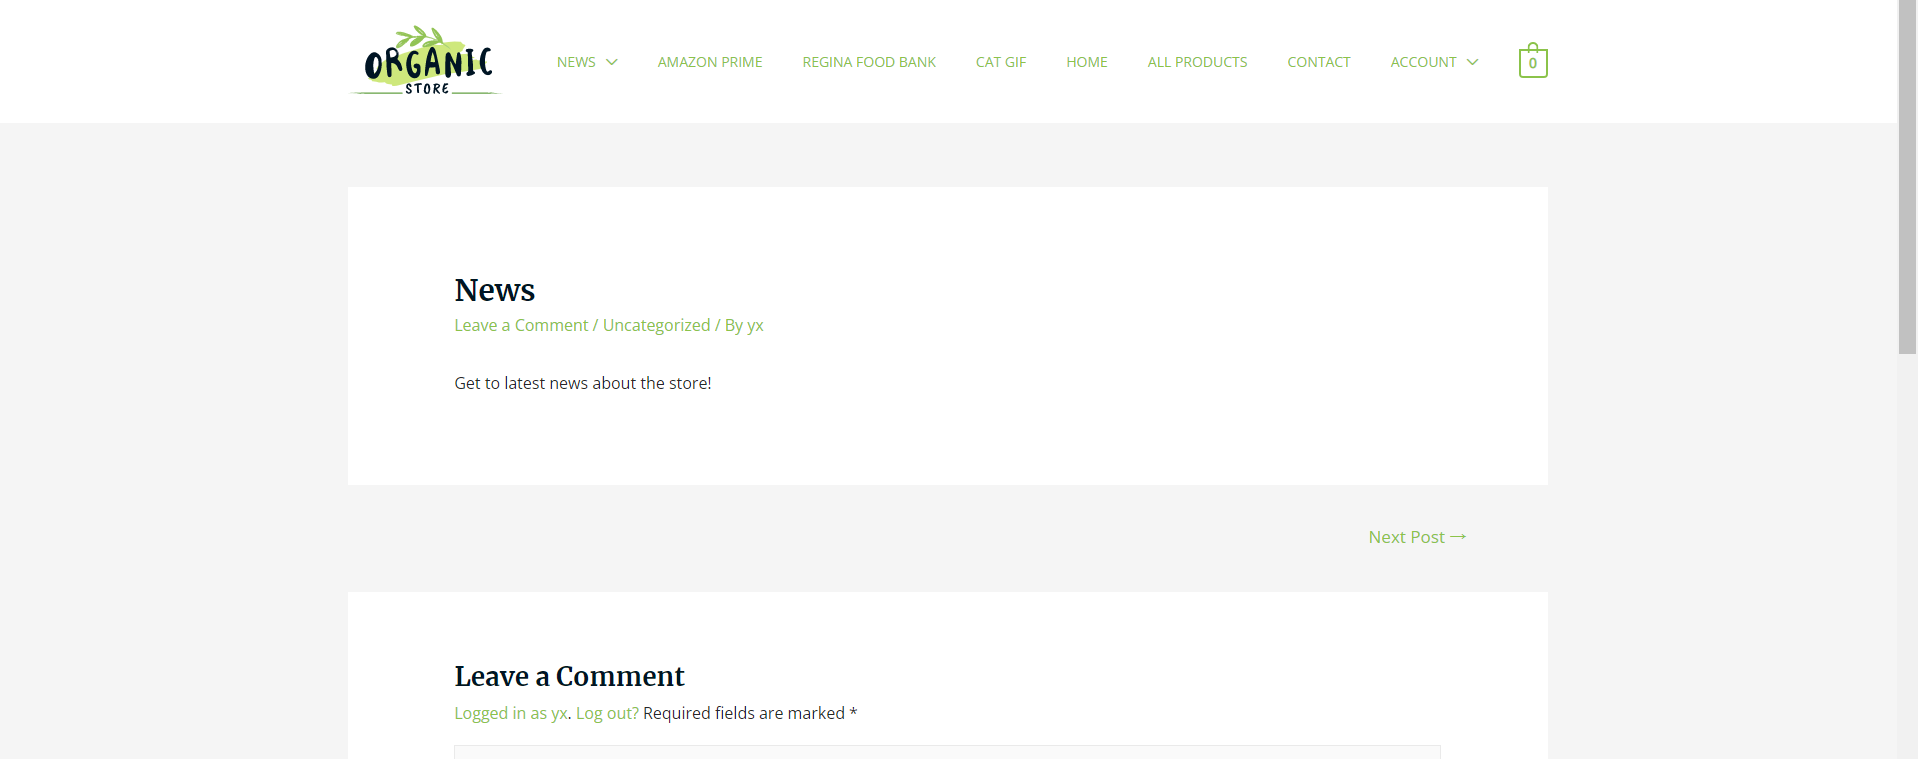 ORGANIC
STORE
NEWS AMAZON PRIME REGINA FOOD BANK CAT GIF HOME ALL PRODUCTS CONTACT ACCOUNT 0
News
Leave a Comment / Uncategorized / By yx
Get to latest news about the store!
Next Post →
Leave a Comment
Logged in as yx. Log out? Required fields are marked *